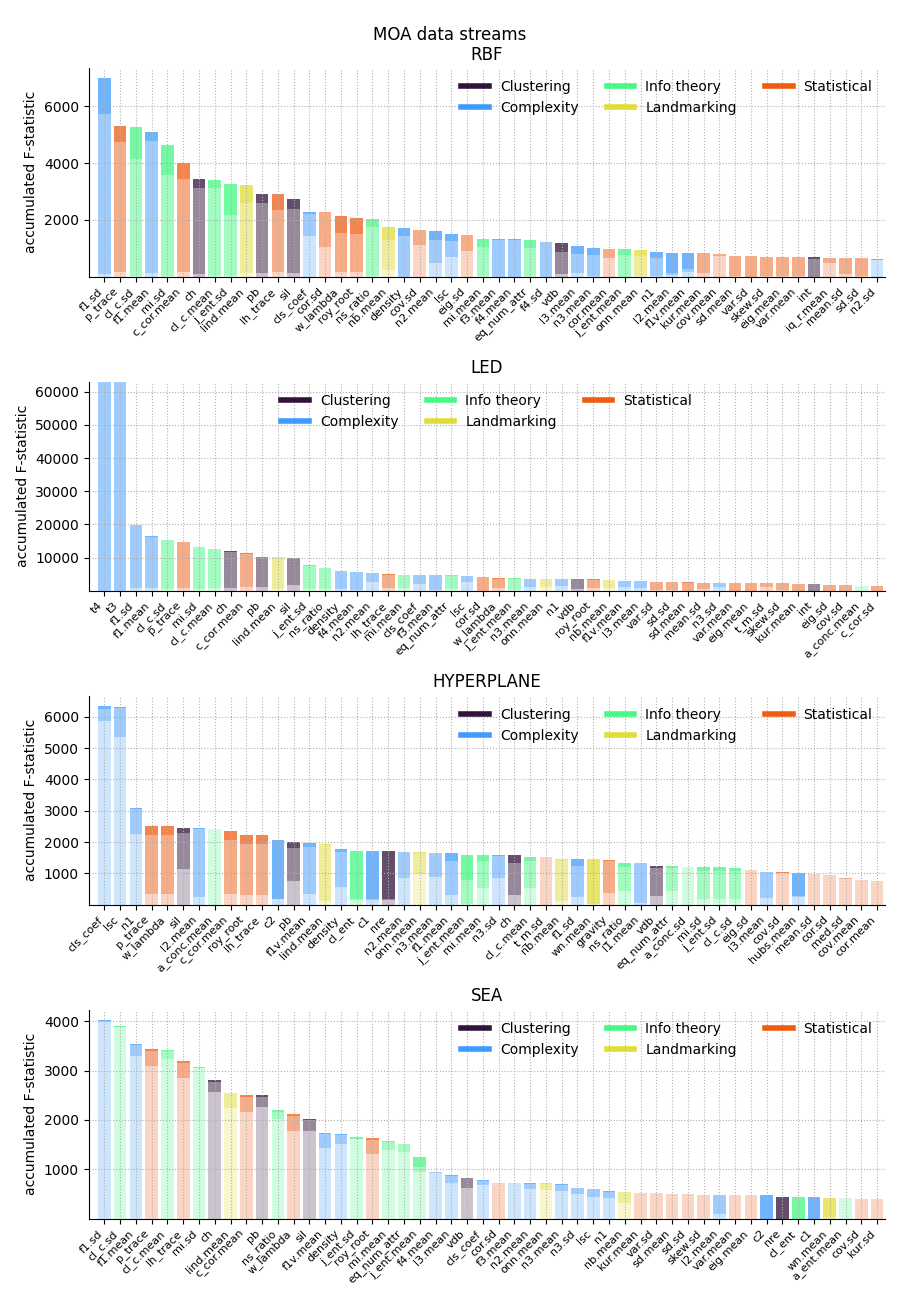 MOA data streams
RBF
accumulated F-statistic
6000
4000
2000
Clustering
Complexity
Info theory
Landmarking
Statistical
f1.sd p_trace cl_c.sd f1.mean mi.sd c_cor.mean ch cl_c.mean j_ent.sd lind.mean pb lh_trace sil cls_coef cor.sd w_lambda roy_root ns_ratio nb.mean density cov.sd n2.mean lsc eig.sd mi.mean f3.mean f4.mean eq_num_attr f4.sd vdb l3.mean n3.mean cor.mean j_ent.mean onn.mean n1 l2.mean f1v.mean kur.mean cov.mean sd.mean var.sd skew.sd eig.mean var.mean int iq_r.mean mean.sd sd.sd n2.sd
LED
accumulated F-statistic
60000
50000
40000
30000
20000
10000
Clustering
Complexity
Info theory
Landmarking
Statistical
f4 f3 f1.sd f1.mean cl_c.sd p_trace mi.sd cl_c.mean ch c_cor.mean pb lind.mean sil j_ent.sd ns_ratio density f4.mean n2.mean lh_trace mi.mean cls_coef f3.mean eq_num_attr lsc cor.sd w_lambda j_ent.mean n3.mean onn.mean n1 vdb roy_root nb.mean f1v.mean l3.mean var.sd sd.sd sd.mean mean.sd n3.sd var.mean eig.mean t_m.sd skew.sd kur.mean int eig.sd cov.sd a_conc.mean c_cor.sd
HYPERPLANE
accumulated F-statistic
6000
5000
4000
3000
2000
1000
Clustering
Complexity
Info theory
Landmarking
Statistical
cls_coef lsc n1 p_trace w_lambda sil l2.mean a_conc.mean c_cor.mean roy_root lh_trace c2 pb f1v.mean lind.mean density cl_ent c1 nre n2.mean onn.mean n3.mean f1.mean j_ent.mean mi.mean n3.sd ch cl_c.mean t_m.sd nb.mean f1.sd wn.mean gravity ns_ratio l1.mean vdb eq_num_attr a_conc.sd mi.sd j_ent.sd cl_c.sd eig.sd l3.mean cov.sd hubs.mean mean.sd cor.sd med.sd cov.mean cor.mean
SEA
accumulated F-statistic
4000
3000
2000
1000
Clustering
Complexity
Info theory
Landmarking
Statistical
f1.sd cl_c.sd f1.mean p_trace cl_c.mean lh_trace mi.sd ch lind.mean c_cor.mean pb ns_ratio w_lambda sil f1v.mean density j_ent.sd roy_root mi.mean eq_num_attr j_ent.mean f4.mean l3.mean vdb cls_coef cor.sd f3.mean n2.mean onn.mean n3.mean n3.sd lsc n1 nb.mean kur.mean var.sd sd.mean sd.sd skew.sd l2.mean var.mean eig.mean c2 nre cl_ent c1 wn.mean a_ent.mean cov.sd kur.sd